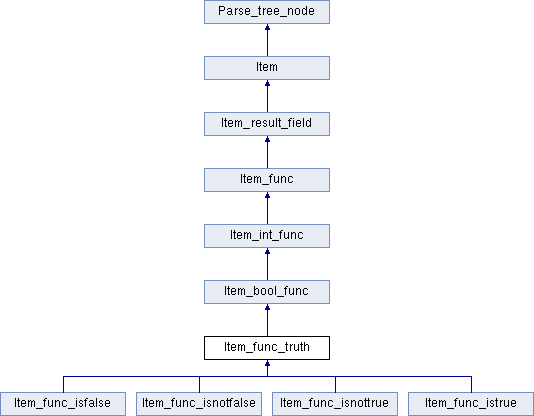 Parse_tree_node
Item
Item_result_field
Item_func
Item_int_func
Item_bool_func
Item_func_truth
Item_func_isfalse
Item_func_isnotfalse
Item_func_isnottrue
Item_func_istrue